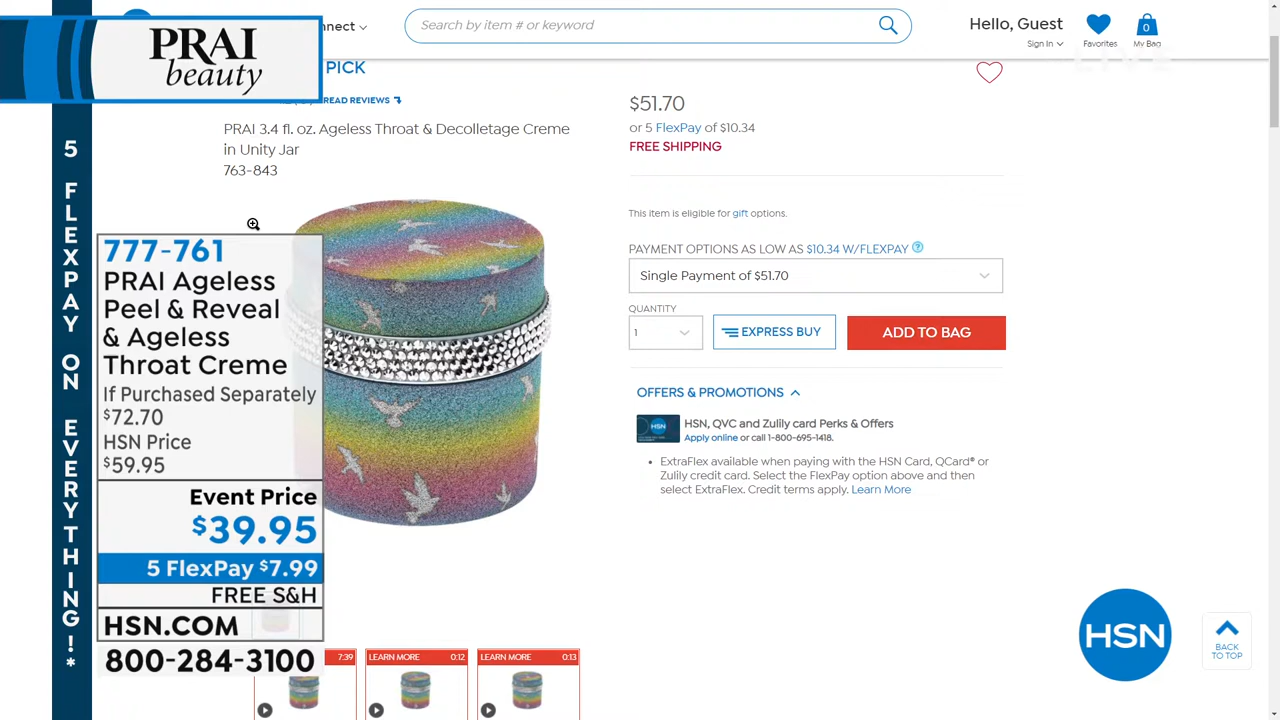 PRAI
beauty
5 FLEXPAY ON EVERYTHING!*
nnect
Search by item # or keyword
Hello, Guest
Sign In
Favorites
0
My Bag
LIVE
PICK
READ REVIEWS
PRAI 3.4 fl. oz. Ageless Throat & Decolletage Creme
in Unity Jar
763-843
$51.70
or 5 FlexPay of $10.34
FREE SHIPPING
This item is eligible for gift options.
PAYMENT OPTIONS AS LOW AS $10.34 W/FLEXPAY ?
Single Payment of $51.70
QUANTITY
1
EXPRESS BUY
ADD TO BAG
OFFERS & PROMOTIONS
HSN
HSN, QVC and Zulily card Perks & Offers
Apply online or call 1-800-695-1418.
• ExtraFlex available when paying with the HSN Card, QCard® or
Zulily credit card. Select the FlexPay option above and then
select ExtraFlex. Credit terms apply. Learn More
777-761
PRAI Ageless
Peel & Reveal
& Ageless
Throat Creme
If Purchased Separately
$72.70
HSN Price
$59.95
Event Price
$39.95
5 FlexPay $7.99
FREE S&H
HSN.COM
800-284-3100
7:39
LEARN MORE 0:12
LEARN MORE 0:13
HSN
BACK
TO TOP